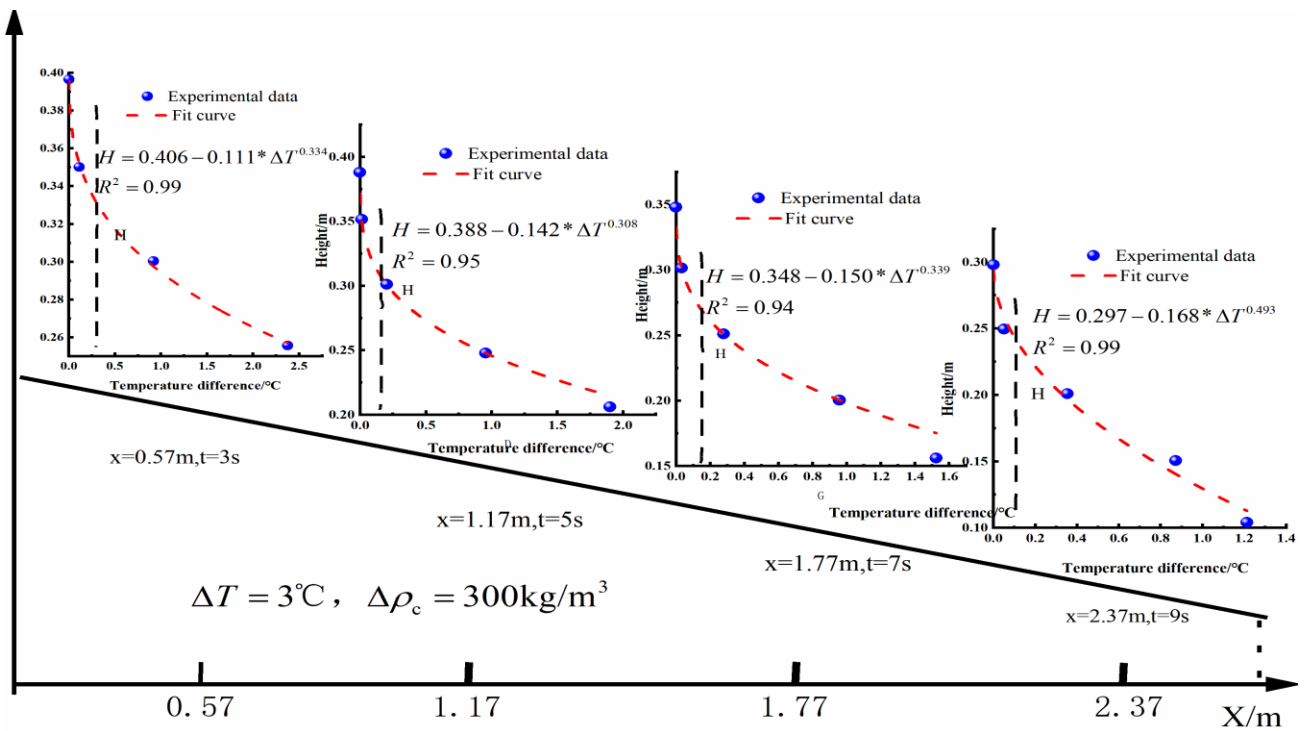 0.40
0.38
0.36
0.34
0.32
0.30
0.28
0.26
0.0 0.5 1.0 1.5 2.0 2.5
Temperature difference/°C
Experimental data
Fit curve
H = 0.406 − 0.111* ΔT^0.334
R² = 0.99
H
x=0.57m,t=3s
Height/m
0.40
0.35
0.30
0.25
0.20
0.0 0.5 1.0 1.5 2.0
Temperature difference/°C
D
Experimental data
Fit curve
H = 0.388 − 0.142* ΔT^0.308
R² = 0.95
H
x=1.17m,t=5s
Height/m
0.35
0.30
0.25
0.20
0.15
0.0 0.2 0.4 0.6 0.8 1.0 1.2 1.4 1.6
G
Temperature difference/°C
Experimental data
Fit curve
H = 0.348 − 0.150* ΔT^0.339
R² = 0.94
H
x=1.77m,t=7s
Height/m
0.30
0.25
0.20
0.15
0.10
0.0 0.2 0.4 0.6 0.8 1.0 1.2 1.4
Temperature difference/°C
Experimental data
Fit curve
H = 0.297 − 0.168* ΔT^0.493
R² = 0.99
H
x=2.37m,t=9s
ΔT = 3℃, Δρc = 300kg/m³
0.57 1.17 1.77 2.37
X/m